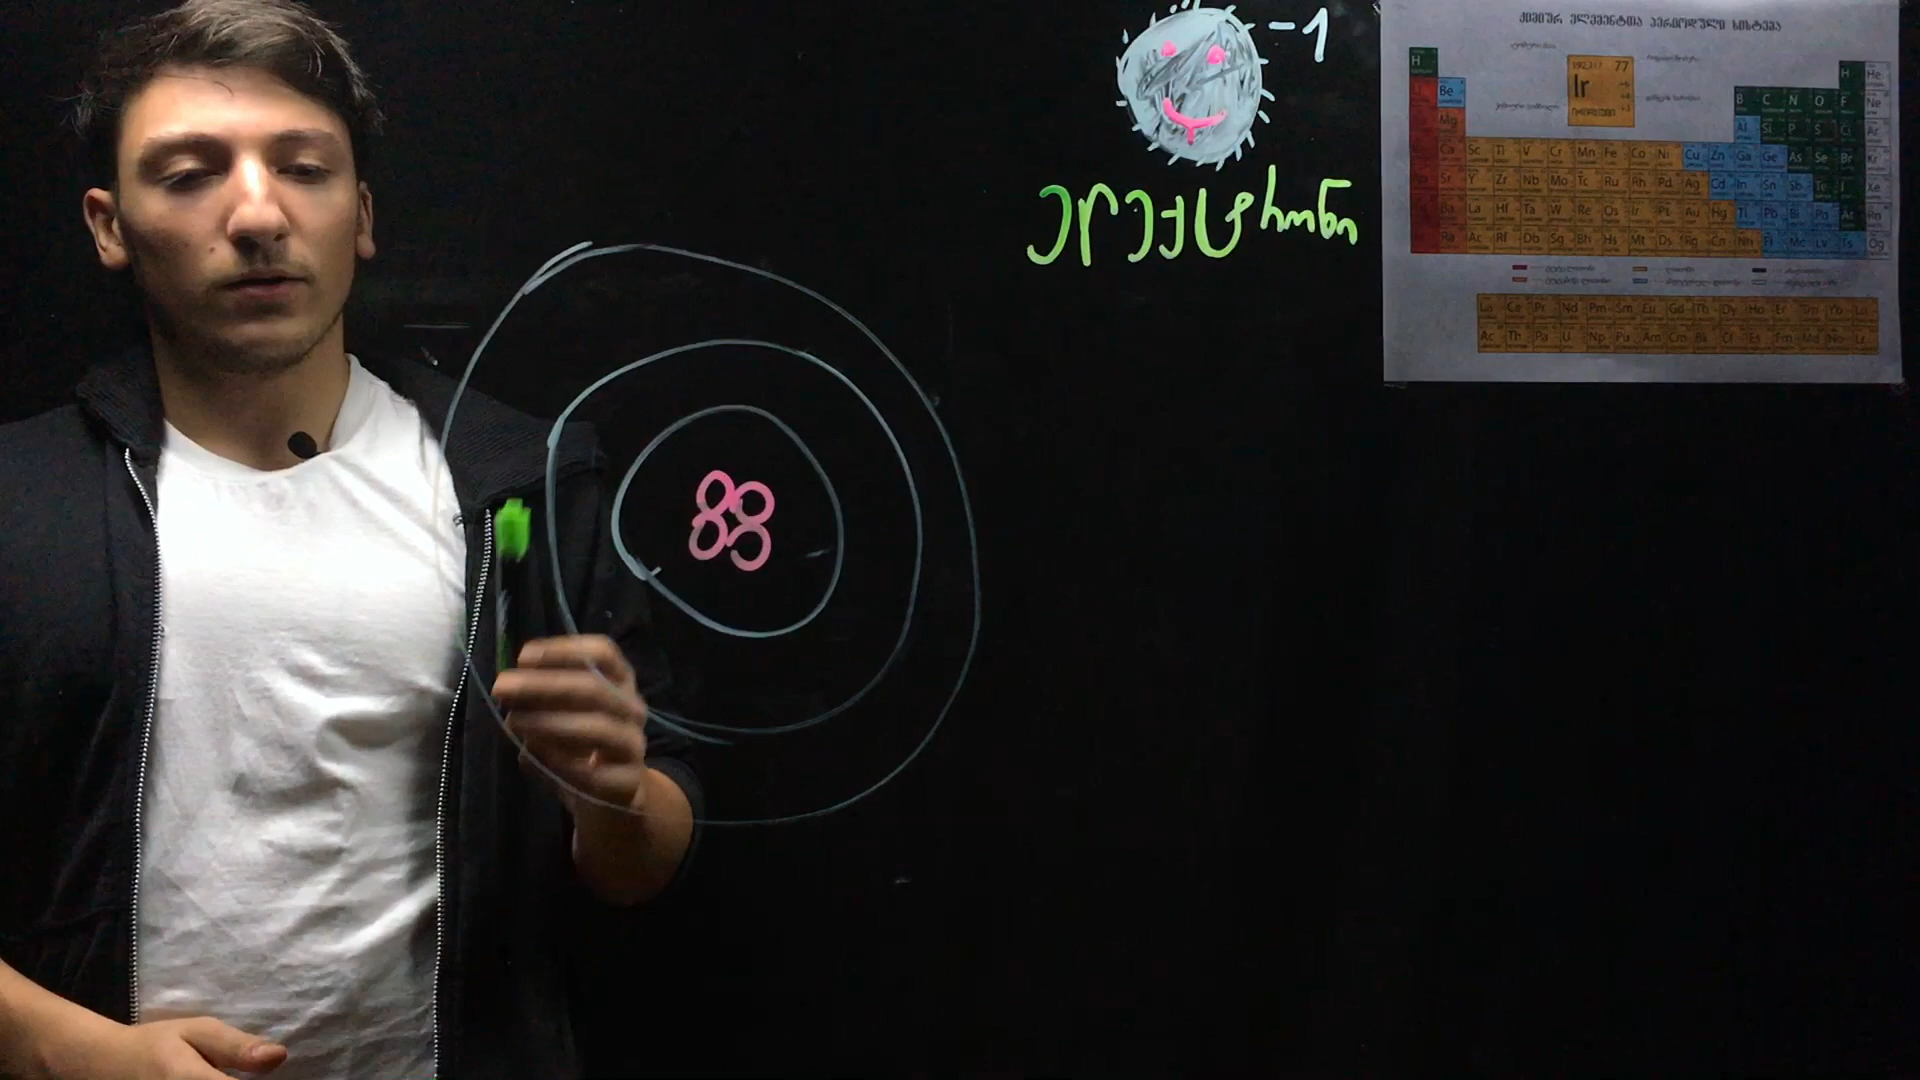 -1
ელექტრონი
ქიმიურ ელემენტთა პერიოდული სისტემა
192,217 77
Ir
ირიდიუმი
H H He
Be B C N O F Ne
Mg Al Si P S Cl Ar
Ca Sc Ti V Cr Mn Fe Co Ni Cu Zn Ga Ge As Se Br Kr
Sr Y Zr Nb Mo Tc Ru Rh Pd Ag Cd In Sn Sb Te I Xe
Ba La Hf Ta W Re Os Ir Pt Au Hg Tl Pb Bi Po At Rn
Ra Ac Rf Db Sg Bh Hs Mt Ds Rg Cn Nh Fl Mc Lv Ts Og
Ce Pr Nd Pm Sm Eu Gd Tb Dy Ho Er Tm Yb Lu
Ac Th Pa U Np Pu Am Cm Bk Cf Es Fm Md No Lr